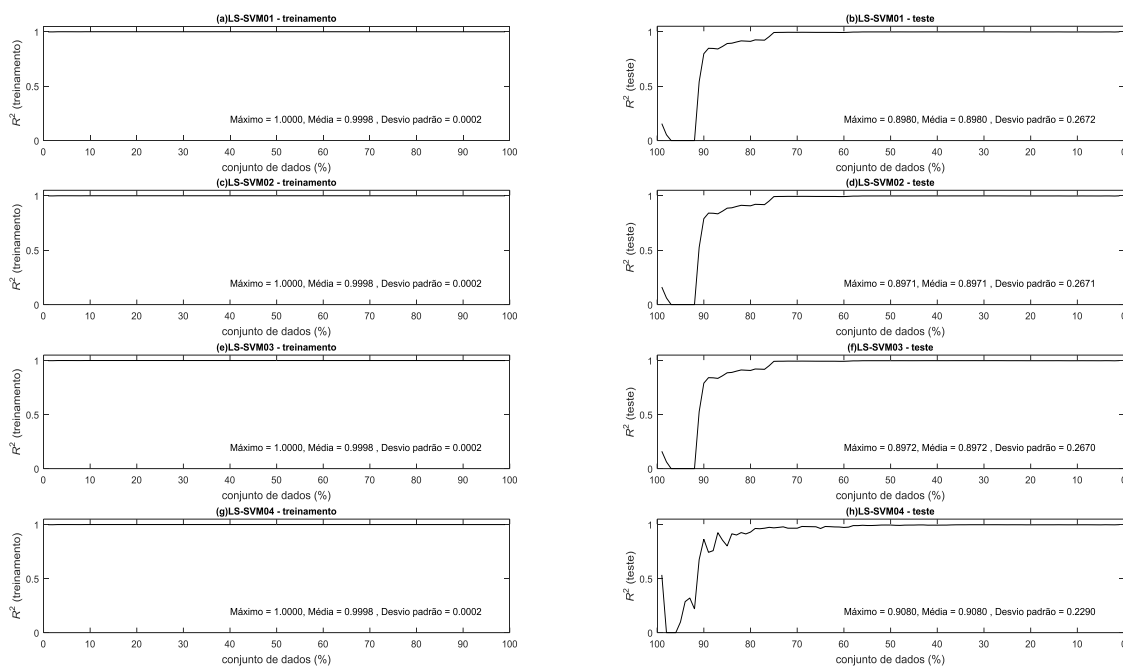 (a)LS-SVM01 - treinamento
1
0.5
0
R² (treinamento)
Máximo = 1.0000, Média = 0.9998 , Desvio padrão = 0.0002
0 10 20 30 40 50 60 70 80 90 100
conjunto de dados (%)
(b)LS-SVM01 - teste
1
0.5
0
R² (teste)
Máximo = 0.8980, Média = 0.8980 , Desvio padrão = 0.2672
100 90 80 70 60 50 40 30 20 10 0
conjunto de dados (%)
(c)LS-SVM02 - treinamento
1
0.5
0
R² (treinamento)
Máximo = 1.0000, Média = 0.9998 , Desvio padrão = 0.0002
0 10 20 30 40 50 60 70 80 90 100
conjunto de dados (%)
(d)LS-SVM02 - teste
1
0.5
0
R² (teste)
Máximo = 0.8971, Média = 0.8971 , Desvio padrão = 0.2671
100 90 80 70 60 50 40 30 20 10 0
conjunto de dados (%)
(e)LS-SVM03 - treinamento
1
0.5
0
R² (treinamento)
Máximo = 1.0000, Média = 0.9998 , Desvio padrão = 0.0002
0 10 20 30 40 50 60 70 80 90 100
conjunto de dados (%)
(f)LS-SVM03 - teste
1
0.5
0
R² (teste)
Máximo = 0.8972, Média = 0.8972 , Desvio padrão = 0.2670
100 90 80 70 60 50 40 30 20 10 0
conjunto de dados (%)
(g)LS-SVM04 - treinamento
1
0.5
0
R² (treinamento)
Máximo = 1.0000, Média = 0.9998 , Desvio padrão = 0.0002
0 10 20 30 40 50 60 70 80 90 100
conjunto de dados (%)
(h)LS-SVM04 - teste
1
0.5
0
R² (teste)
Máximo = 0.9080, Média = 0.9080 , Desvio padrão = 0.2290
100 90 80 70 60 50 40 30 20 10 0
conjunto de dados (%)